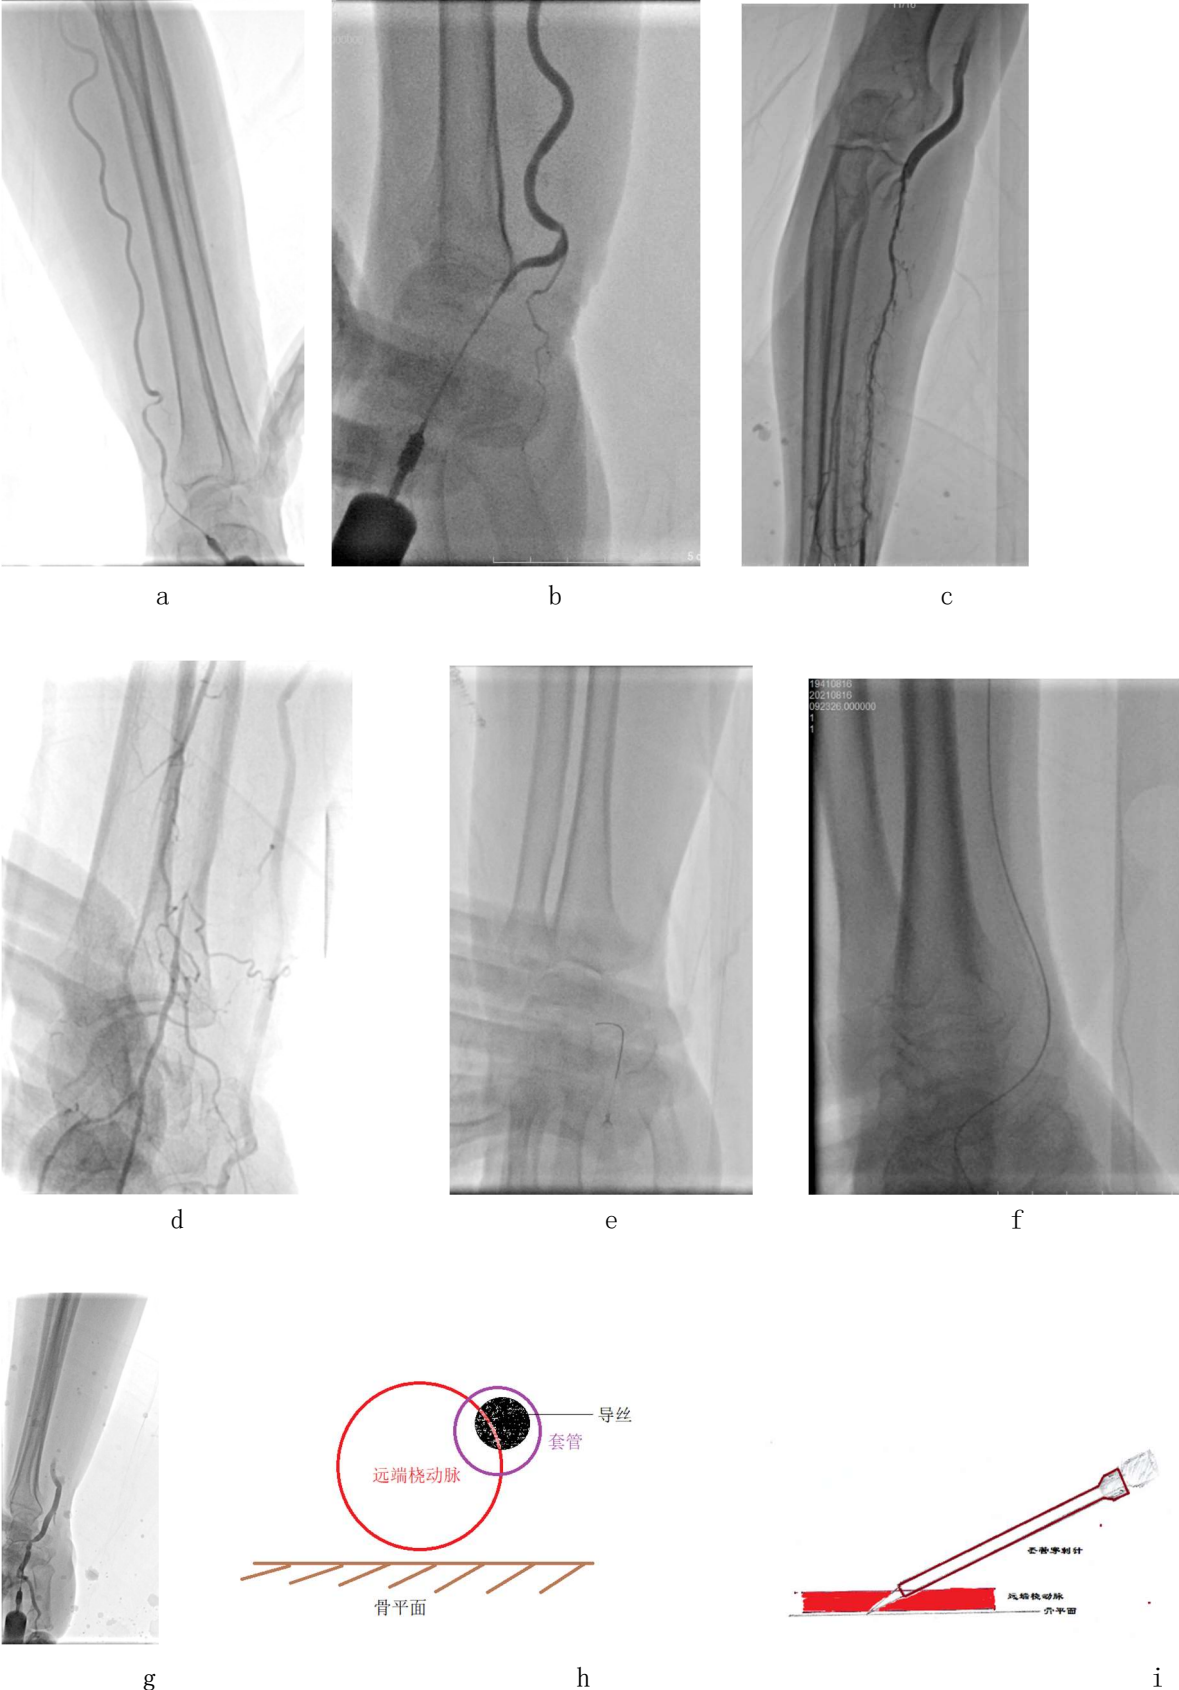 a
b
c
d
e
19410816
20210816
092326.000000
1
1
f
g
导丝
套管
远端桡动脉
骨平面
h
套管穿刺针
远端桡动脉
骨平面
i